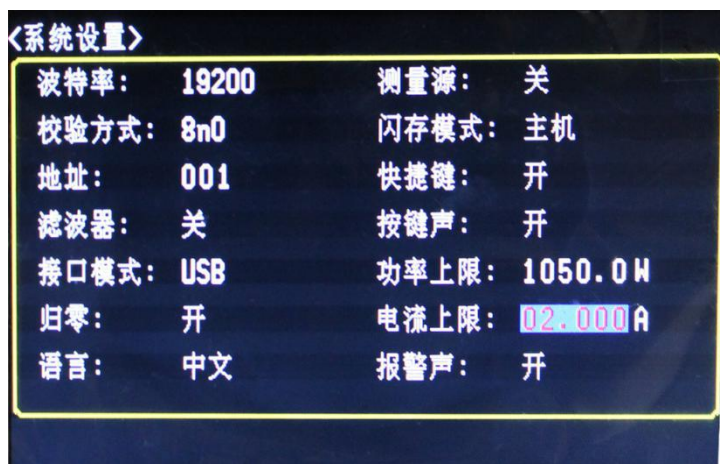 <系统设置>
波特率： 19200 测量源： 关
校验方式： 8n0 闪存模式： 主机
地址： 001 快捷键： 开
滤波器： 关 按键声： 开
接口模式： USB 功率上限： 1050.0W
归零： 开 电流上限： 02.000A
语言： 中文 报警声： 开